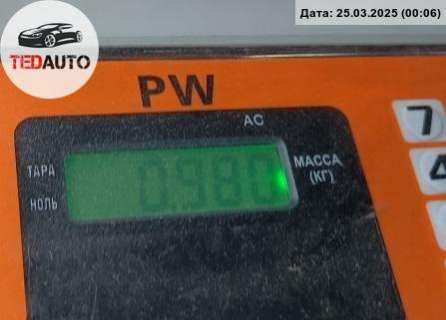 Дата: 25.03.2025 (00:06)
TEDAUTO
PW
AC
7
ТАРА
0.980
МАССА
(КГ)
4
НОЛЬ